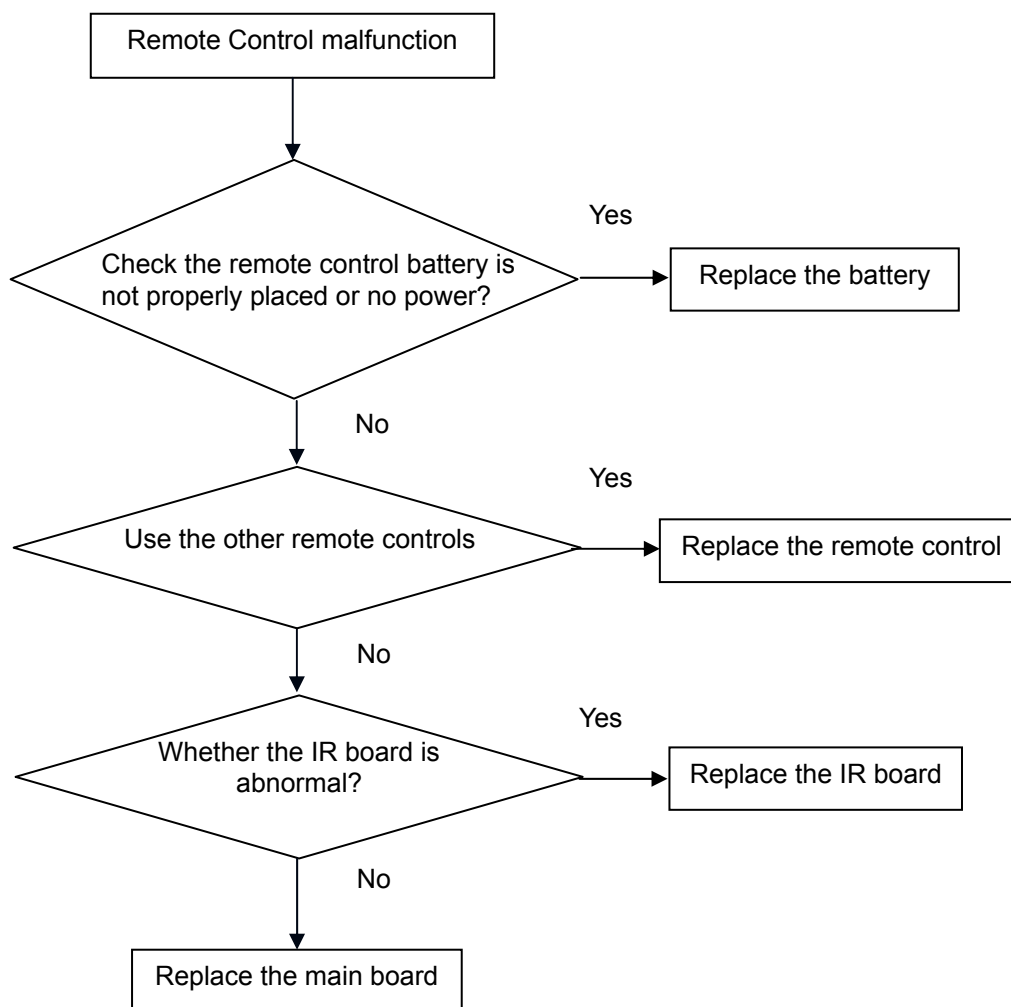 Remote Control malfunction
Yes
Check the remote control battery is
not properly placed or no power?
Replace the battery
No
Yes
Use the other remote controls
Replace the remote control
No
Yes
Whether the IR board is
abnormal?
Replace the IR board
No
Replace the main board